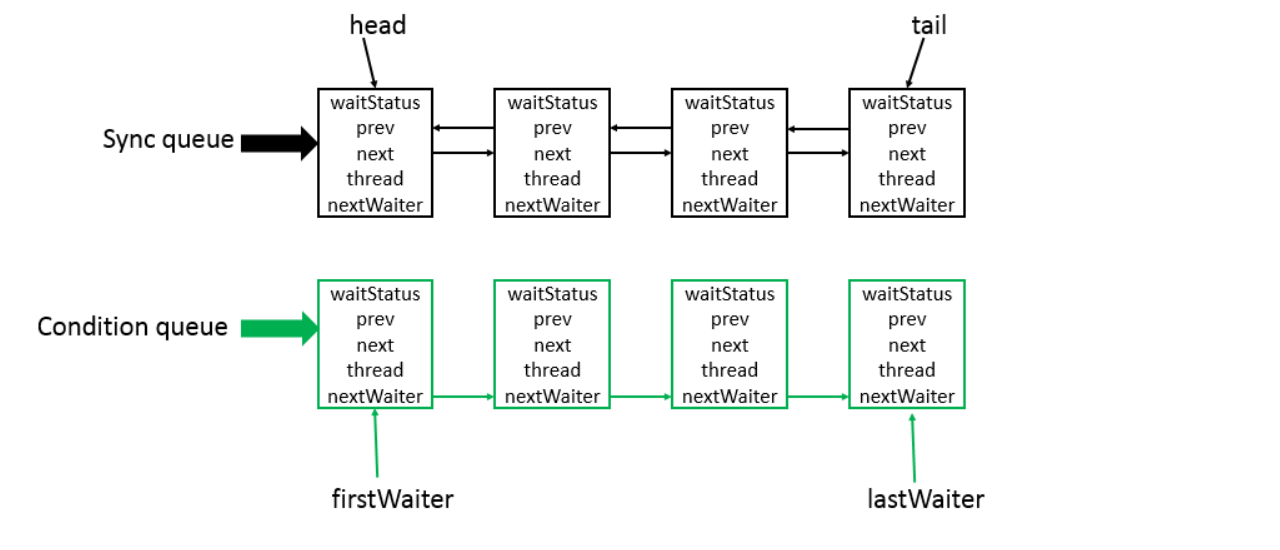 head
tail
Sync queue
waitStatus
prev
next
thread
nextWaiter
waitStatus
prev
next
thread
nextWaiter
waitStatus
prev
next
thread
nextWaiter
waitStatus
prev
next
thread
nextWaiter
Condition queue
waitStatus
prev
next
thread
nextWaiter
waitStatus
prev
next
thread
nextWaiter
waitStatus
prev
next
thread
nextWaiter
waitStatus
prev
next
thread
nextWaiter
firstWaiter
lastWaiter